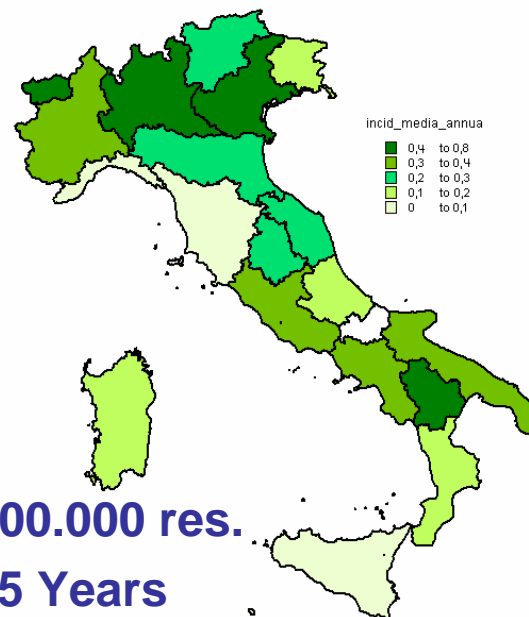 incid_media_annua
0,4 to 0,8
0,3 to 0,4
0,2 to 0,3
0,1 to 0,2
0 to 0,1
00.000 res.
5 Years